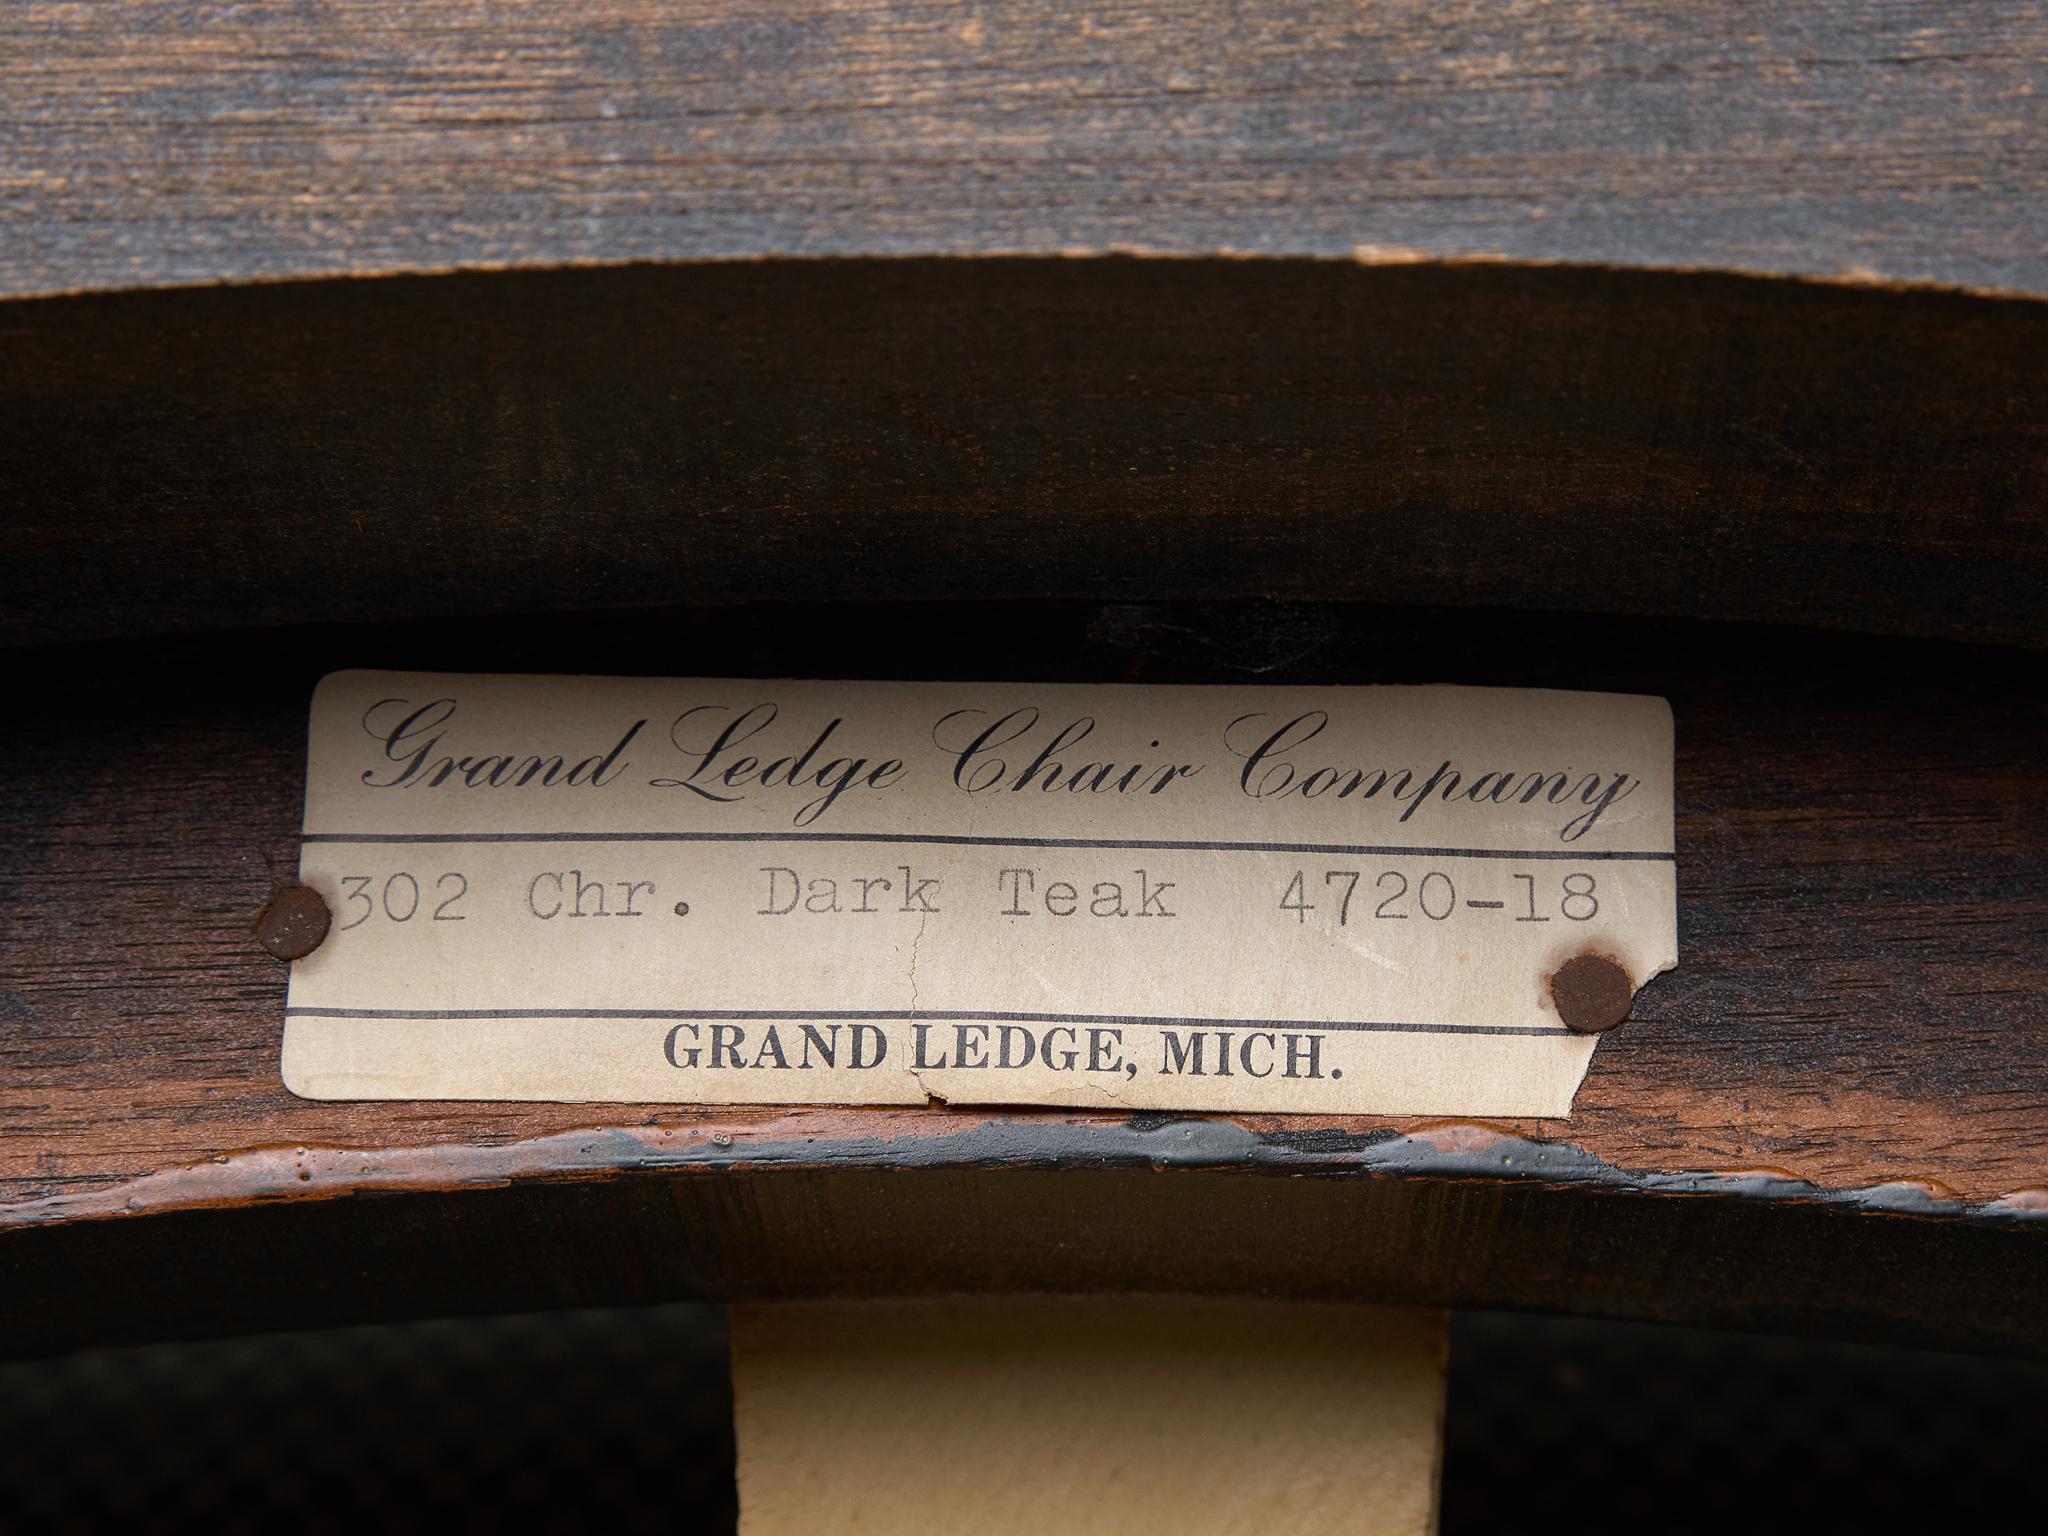 Grand Ledge Chair Company
302 Chr. Dark Teak 4720-18
GRAND LEDGE, MICH.